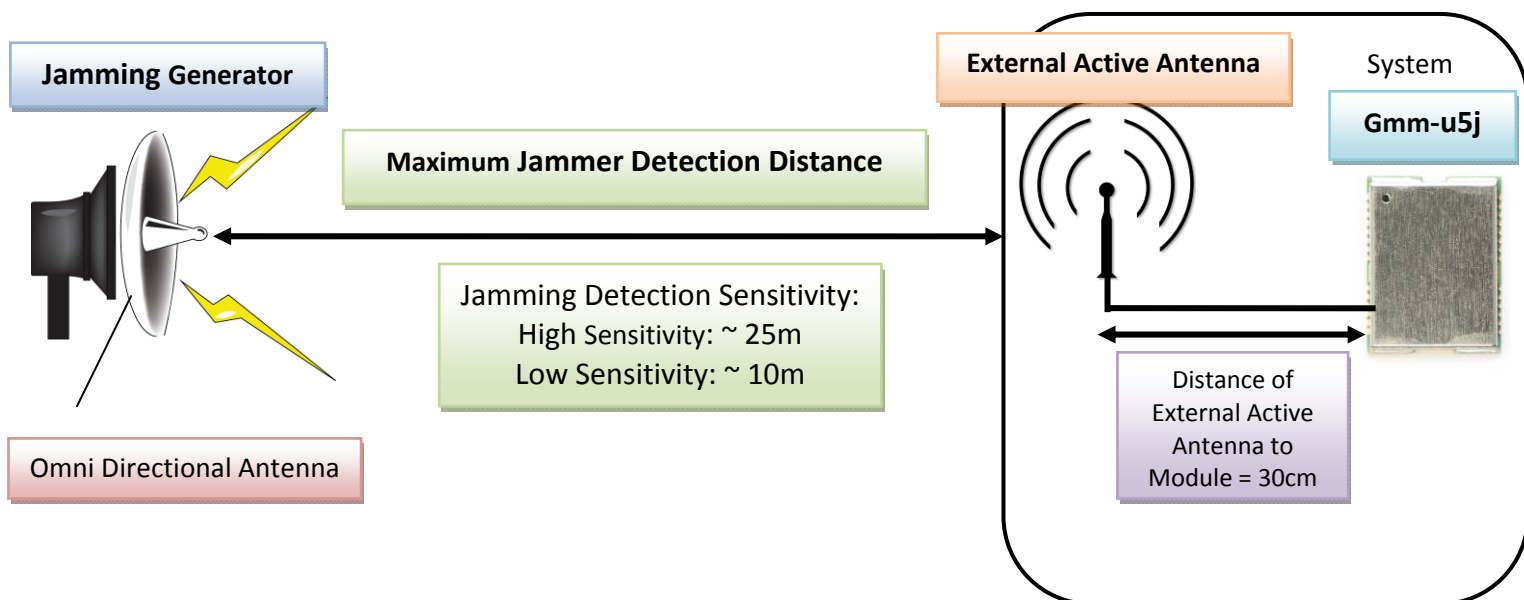 Jamming Generator
External Active Antenna
System
Gmm-u5j
Maximum Jammer Detection Distance
Jamming Detection Sensitivity:
High Sensitivity: ~ 25m
Low Sensitivity: ~ 10m
Distance of
External Active
Antenna to
Module = 30cm
Omni Directional Antenna